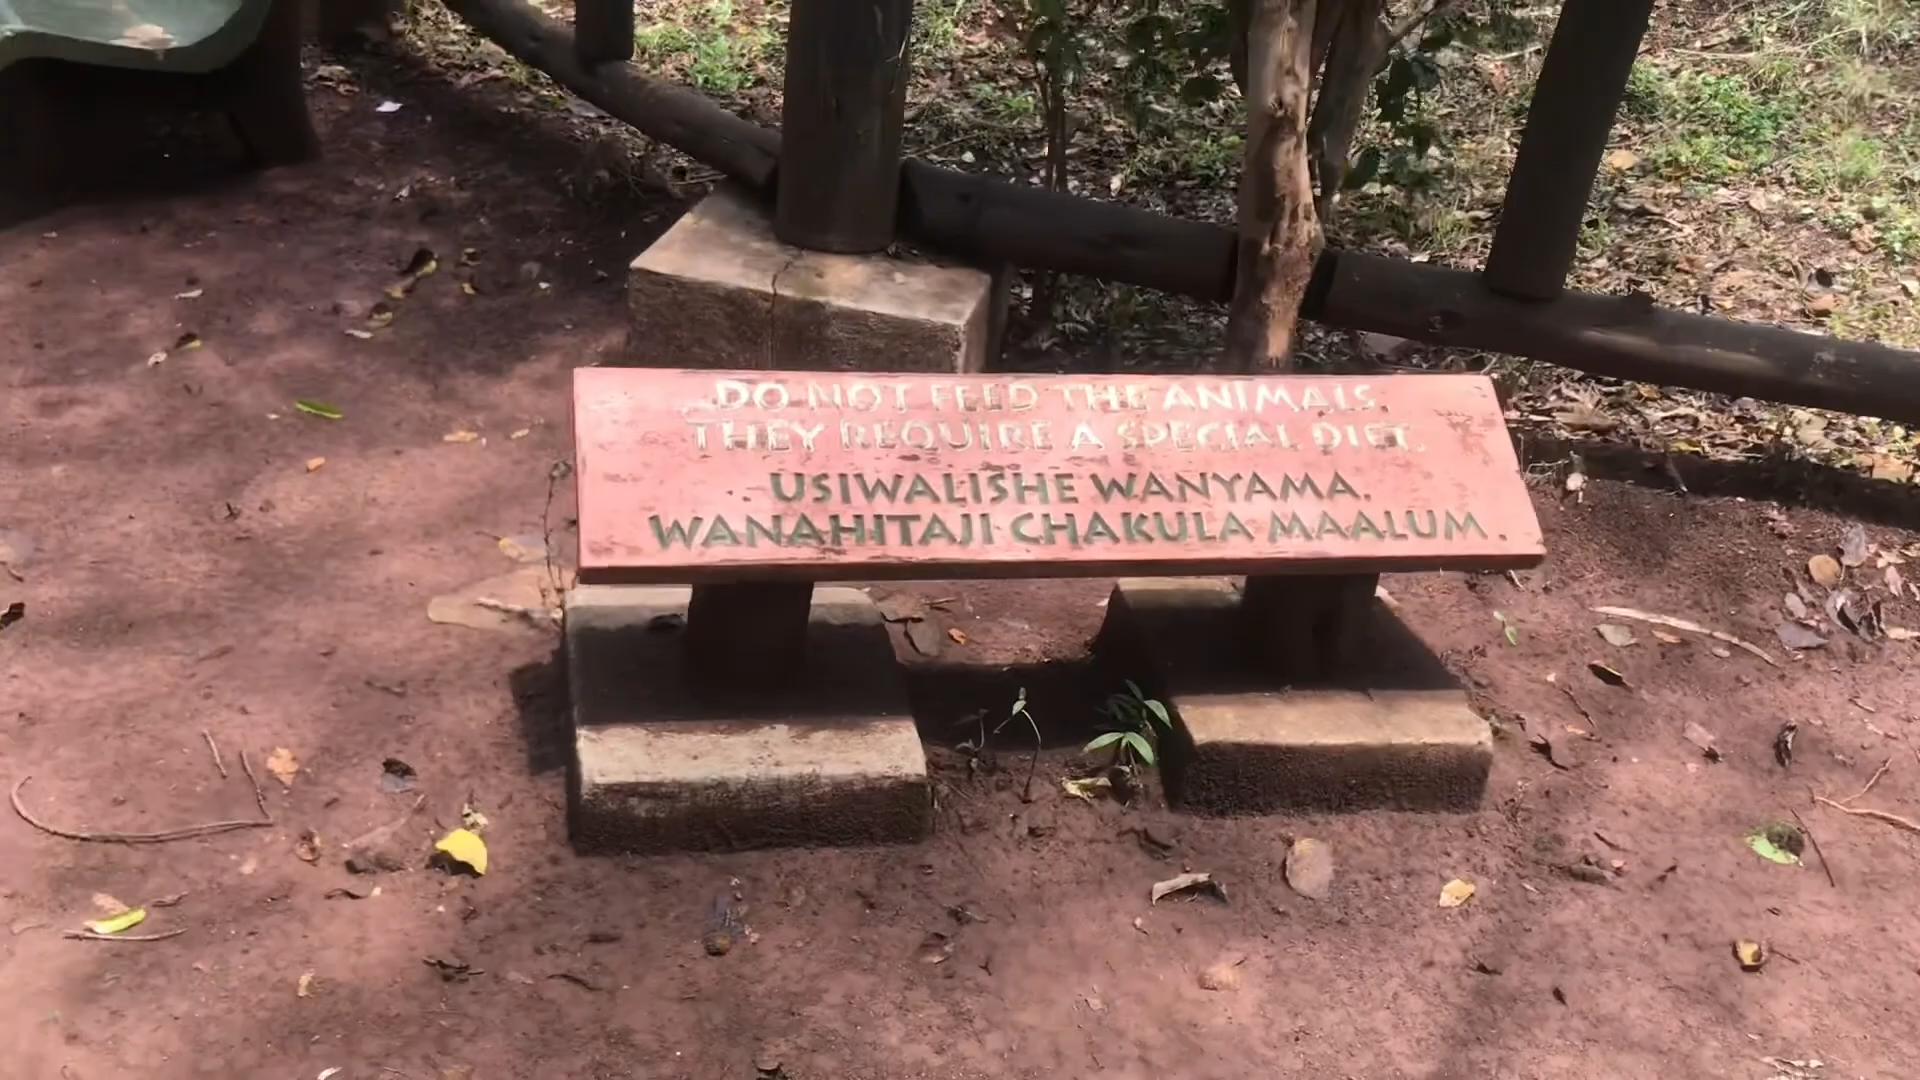 DO NOT FEED THE ANIMALS.
THEY REQUIRE A SPECIAL DIET.
USIWALISHE WANYAMA.
WANAHITAJI CHAKULA MAALUM.